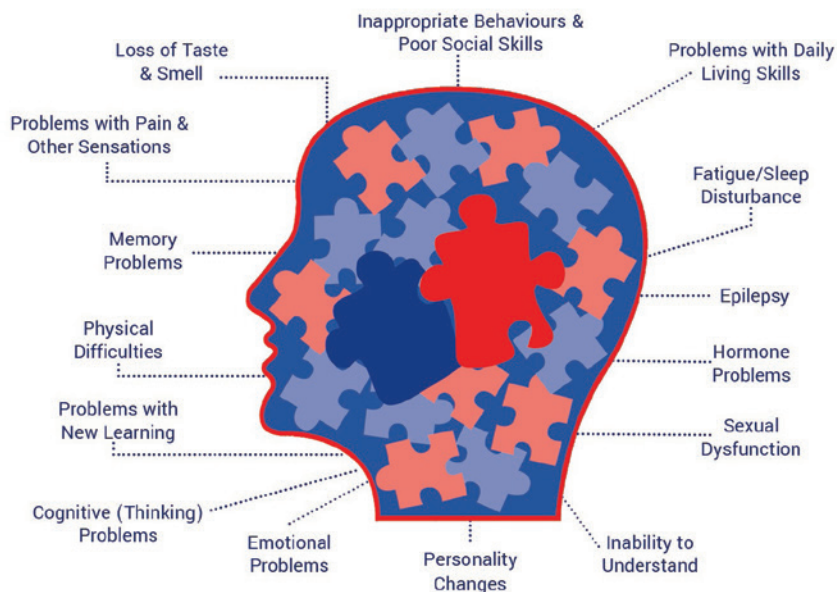 Inappropriate Behaviours &
Poor Social Skills
Loss of Taste
& Smell
Problems with Daily
Living Skills
Problems with Pain &
Other Sensations
Fatigue/Sleep
Disturbance
Memory
Problems
Epilepsy
Physical
Difficulties
Hormone
Problems
Problems with
New Learning
Sexual
Dysfunction
Cognitive (Thinking)
Problems
Emotional
Problems
Personality
Changes
Inability to
Understand